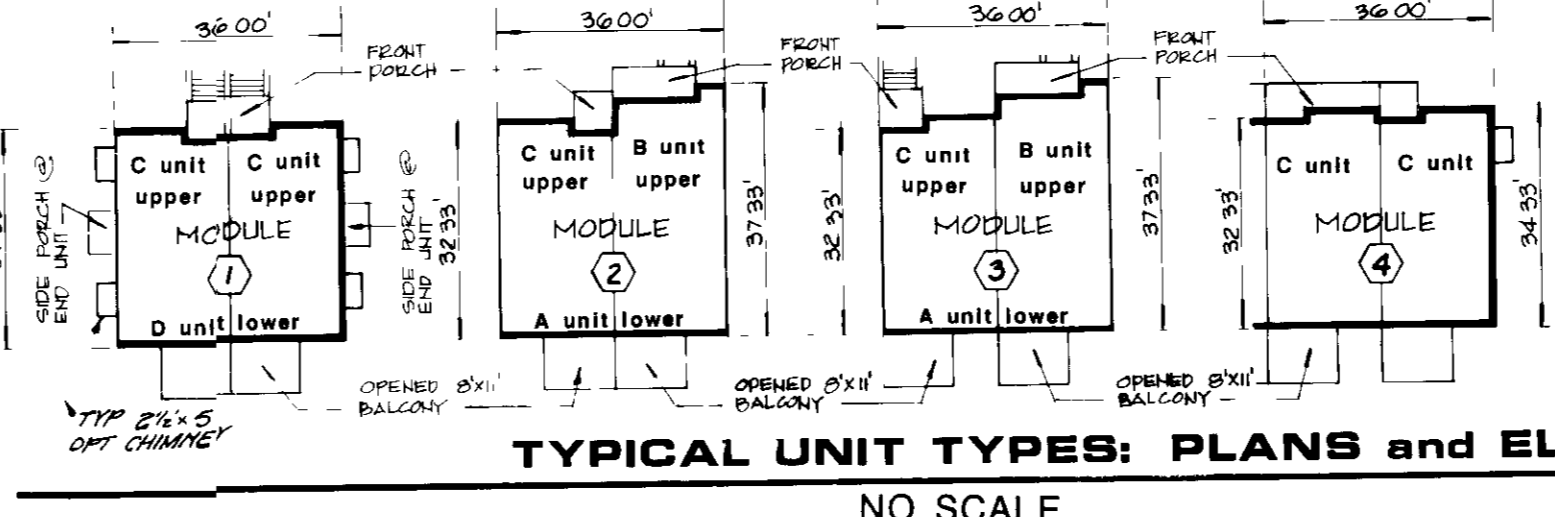 36 00'
36 00'
36 00'
36 00'
FRONT
PORCH
FRONT
PORCH
FRONT
PORCH
C unit
upper
C unit
upper
MODULE
1
D unit lower
SIDE PORCH @
END UNIT
SIDE PORCH @
END UNIT
32 33'
C unit
upper
B unit
upper
MODULE
2
A unit lower
37 33'
32 33'
C unit
upper
B unit
upper
MODULE
3
A unit lower
37 33'
32 33'
C unit
C unit
MODULE
4
34 33'
TYP 2½' x 5
OPT CHIMNEY
OPENED 8'X11'
BALCONY
OPENED 8'X11'
BALCONY
OPENED 8'X11'
BALCONY
TYPICAL UNIT TYPES: PLANS and EL
NO SCALE